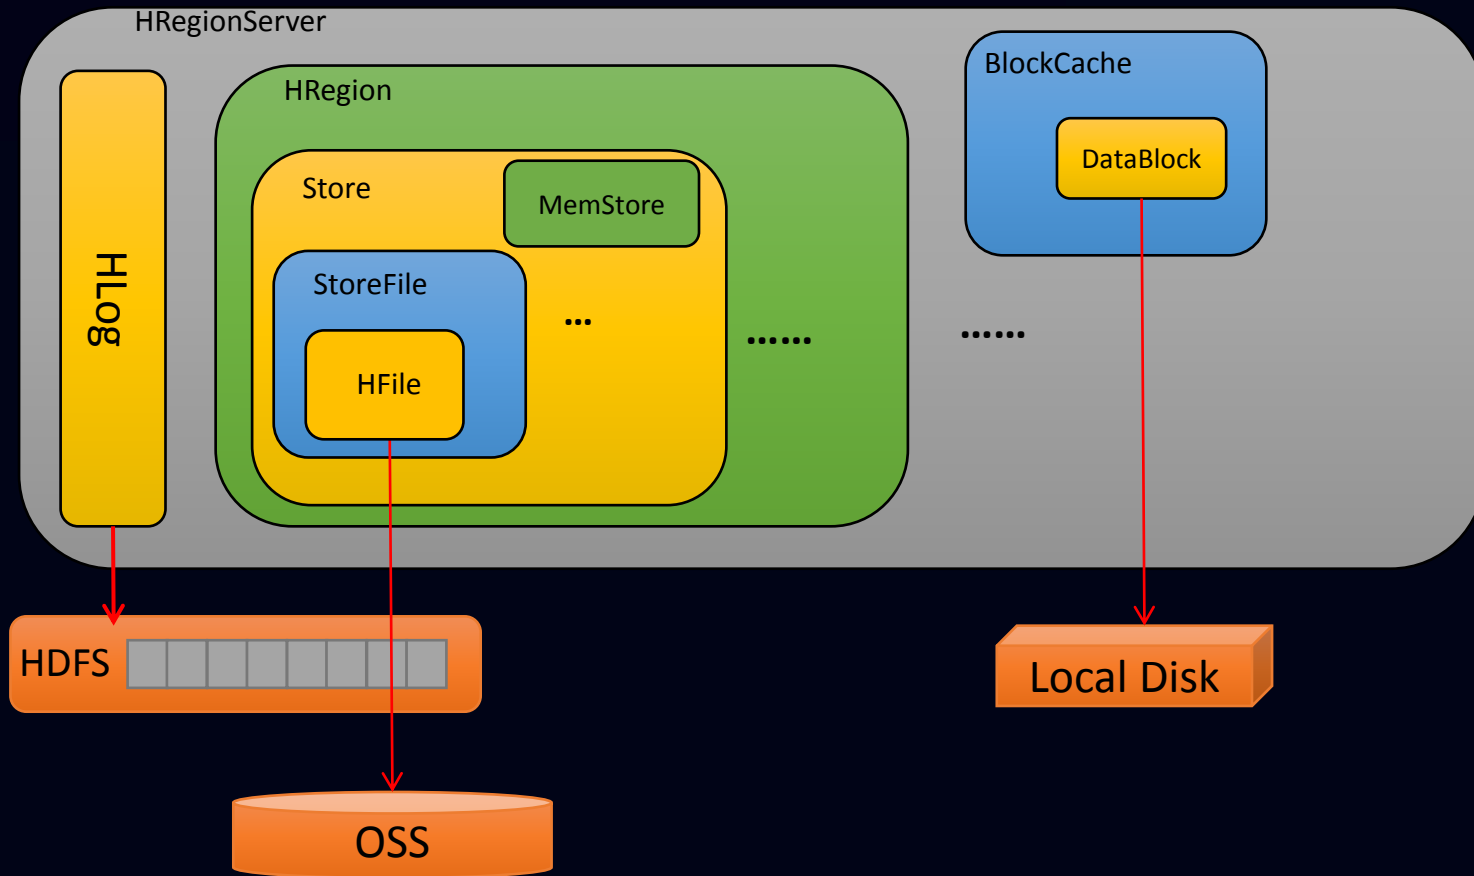 HRegionServer
BlockCache
HRegion
DataBlock
Store
MemStore
HLog
StoreFile
...
......
......
HFile
HDFS
Local Disk
OSS